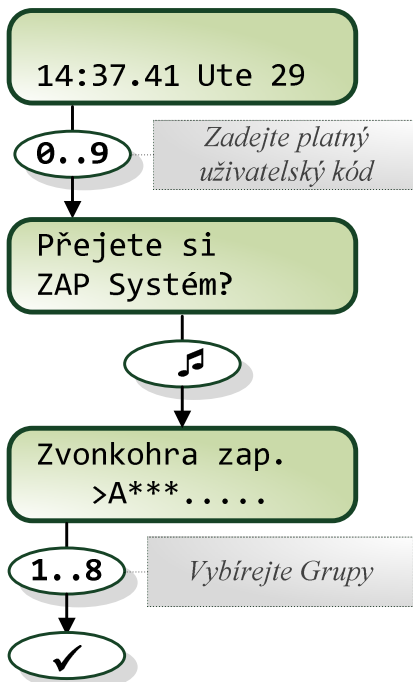 14:37.41 Ute 29
0..9
Zadejte platný
uživatelský kód
Přejete si
ZAP Systém?
♫
Zvonkohra zap.
>A***.....
1..8
Vybírejte Grupy
✓